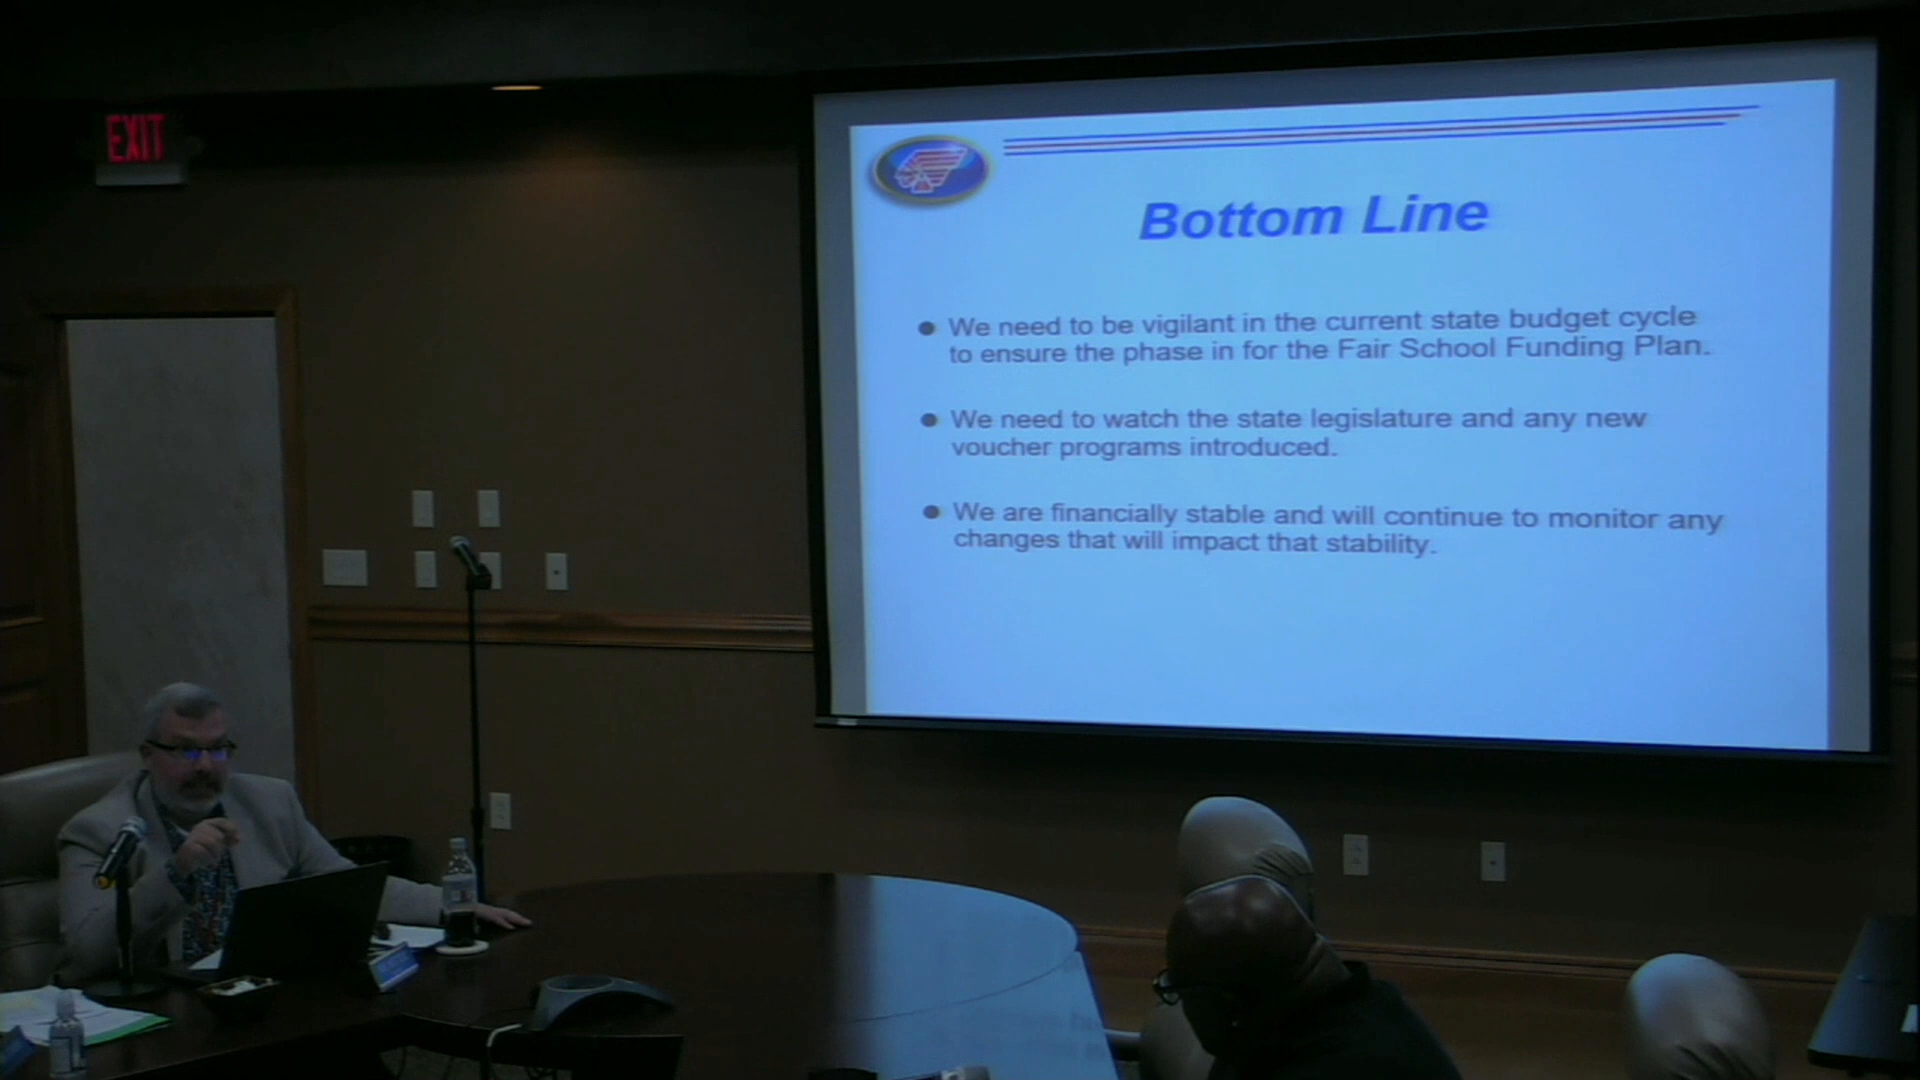 EXIT
Bottom Line
We need to be vigilant in the current state budget cycle
to ensure the phase in for the Fair School Funding Plan.
We need to watch the state legislature and any new
voucher programs introduced.
We are financially stable and will continue to monitor any
changes that will impact that stability.